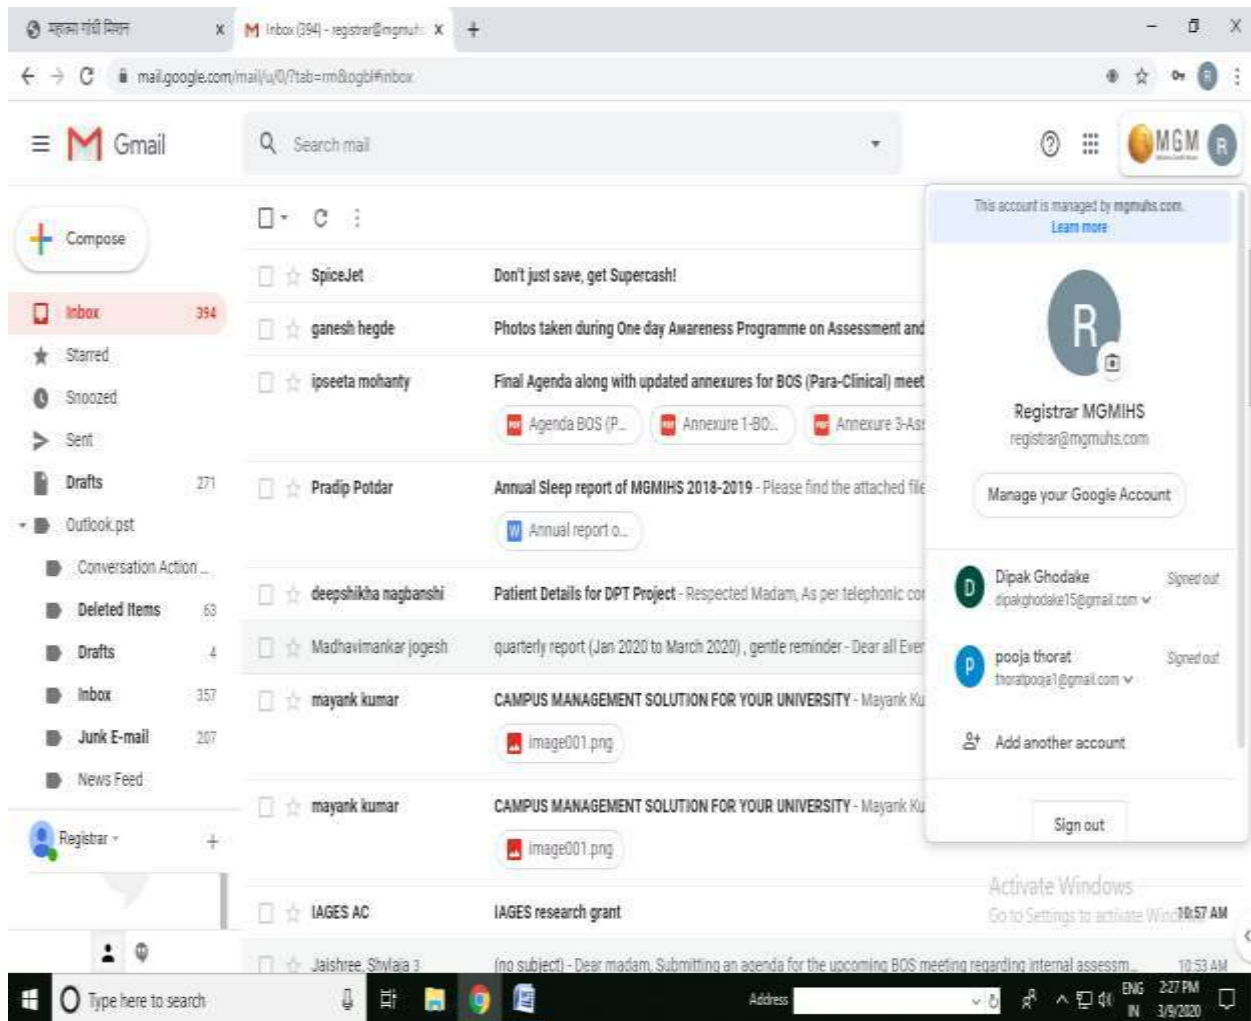 महात्मा गांधी मिशन
Inbox (394) - registrar@mgmuhs
mail.google.com/mail/u/0/?tab=rm&ogbl#inbox
Gmail
Search mail
MGM
R
This account is managed by mgmuhs.com.
Learn more
Compose
SpiceJet Don't just save, get Supercash!
Inbox 394
ganesh hegde Photos taken during One day Awareness Programme on Assessment and
R
Starred
ipseeta mohanty Final Agenda along with updated annexures for BOS (Para-Clinical) meet
Snoozed
Agenda BOS (P... Annexure 1-BO... Annexure 3-Ass
Registrar MGMIHS
registrar@mgmuhs.com
Sent
Drafts 271
Pradip Potdar Annual Sleep report of MGMIHS 2018-2019 - Please find the attached file
Manage your Google Account
Outlook.pst
Annual report o...
Conversation Action ...
deepshikha nagbanshi Patient Details for DPT Project - Respected Madam, As per telephonic con
D Dipak Ghodake Signed out
dipakghodake15@gmail.com
Deleted Items 63
Drafts 4
Madhavimankar jogesh quarterly report (Jan 2020 to March 2020) , gentle reminder - Dear all Ever
P pooja thorat Signed out
thoratpooja1@gmail.com
Inbox 357
mayank kumar CAMPUS MANAGEMENT SOLUTION FOR YOUR UNIVERSITY - Mayank Ku
Junk E-mail 207
image001.png
Add another account
News Feed
mayank kumar CAMPUS MANAGEMENT SOLUTION FOR YOUR UNIVERSITY - Mayank Ku
Sign out
Registrar
image001.png
Activate Windows
Go to Settings to activate Windows.
IAGES AC IAGES research grant 10:57 AM
Jaishree, Shylaja 3 (no subject) - Dear madam, Submitting an agenda for the upcoming BOS meeting regarding internal assessm... 10:53 AM
Type here to search
Address
ENG
IN
2:27 PM
3/9/2020